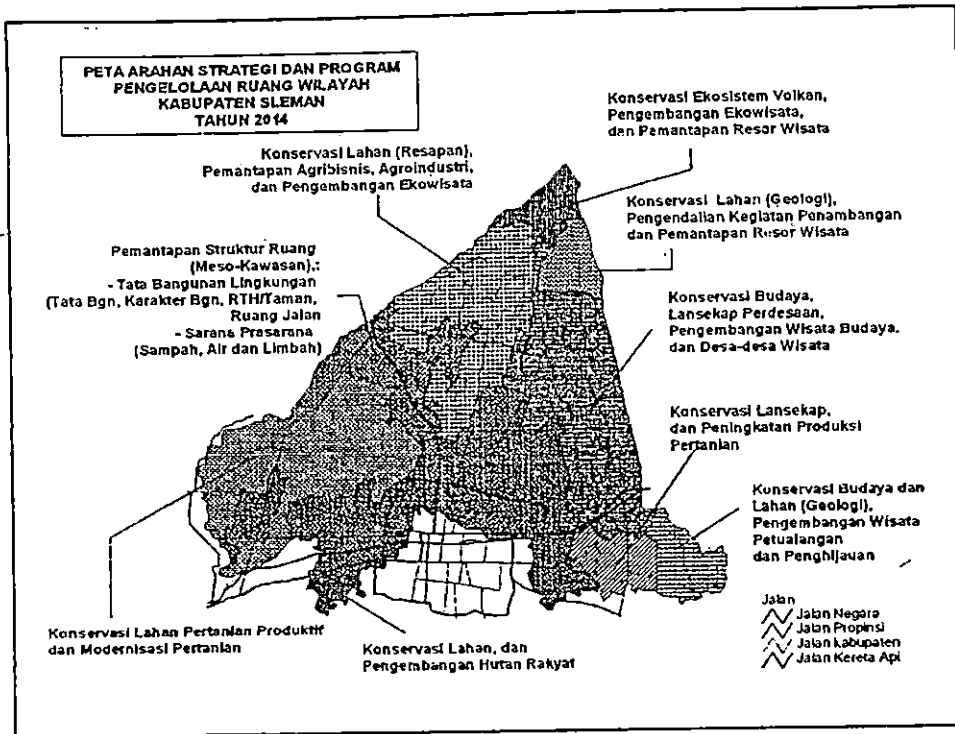 PETA ARAHAN STRATEGI DAN PROGRAM
PENGELOLAAN RUANG WILAYAH
KABUPATEN SLEMAN
TAHUN 2014
Konservasi Ekosistem Volkan,
Pengembangan Ekowisata,
dan Pemantapan Resor Wisata
Konservasi Lahan (Resapan),
Pemantapan Agribisnis, Agroindustri,
dan Pengembangan Ekowisata
Konservasi Lahan (Geologi),
Pengendalian Kegiatan Penambangan
dan Pemantapan Resor Wisata
Pemantapan Struktur Ruang
(Meso-Kawasan),:
- Tata Bangunan Lingkungan
(Tata Bgn, Karakter Bgn, RTH/Taman,
Ruang Jalan
- Sarana Prasarana
(Sampah, Air dan Limbah)
Konservasi Budaya,
Lansekap Perdesaan,
Pengembangan Wisata Budaya.
dan Desa-desa Wisata
Konservasi Lansekap,
dan Peningkatan Produksi
Pertanian
Konservasi Budaya dan
Lahan (Geologi),
Pengembangan Wisata
Petualangan
dan Penghijauan
Konservasi Lahan Pertanian Produktif
dan Modernisasi Pertanian
Konservasi Lahan, dan
Pengembangan Hutan Rakyat
Jalan
Jalan Negara
Jalan Propinsi
Jalan kabupaten
Jalan Kereta Api